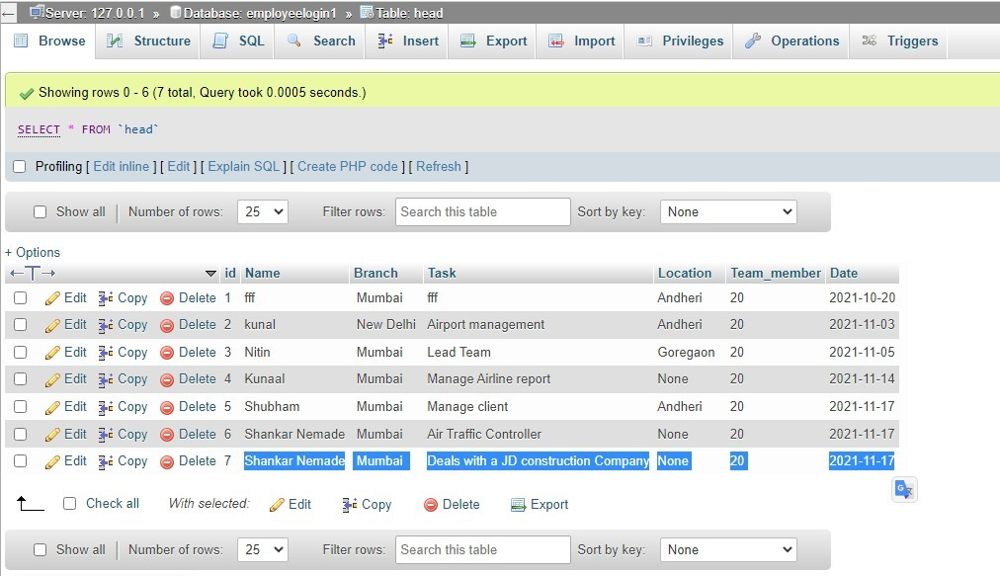 Server: 127.0.0.1 » Database: employeelogin1 » Table: head
Browse Structure SQL Search Insert Export Import Privileges Operations Triggers
Showing rows 0 - 6 (7 total, Query took 0.0005 seconds.)
SELECT * FROM `head`
Profiling [ Edit inline ] [ Edit ] [ Explain SQL ] [ Create PHP code ] [ Refresh ]
Show all Number of rows: 25 Filter rows: Search this table Sort by key: None
+ Options
←T→ id Name Branch Task Location Team_member Date
Edit Copy Delete 1 fff Mumbai fff Andheri 20 2021-10-20
Edit Copy Delete 2 kunal New Delhi Airport management Andheri 20 2021-11-03
Edit Copy Delete 3 Nitin Mumbai Lead Team Goregaon 20 2021-11-05
Edit Copy Delete 4 Kunaal Mumbai Manage Airline report None 20 2021-11-14
Edit Copy Delete 5 Shubham Mumbai Manage client Andheri 20 2021-11-17
Edit Copy Delete 6 Shankar Nemade Mumbai Air Traffic Controller None 20 2021-11-17
Edit Copy Delete 7 Shankar Nemade Mumbai Deals with a JD construction Company None 20 2021-11-17
Check all With selected: Edit Copy Delete Export
Show all Number of rows: 25 Filter rows: Search this table Sort by key: None